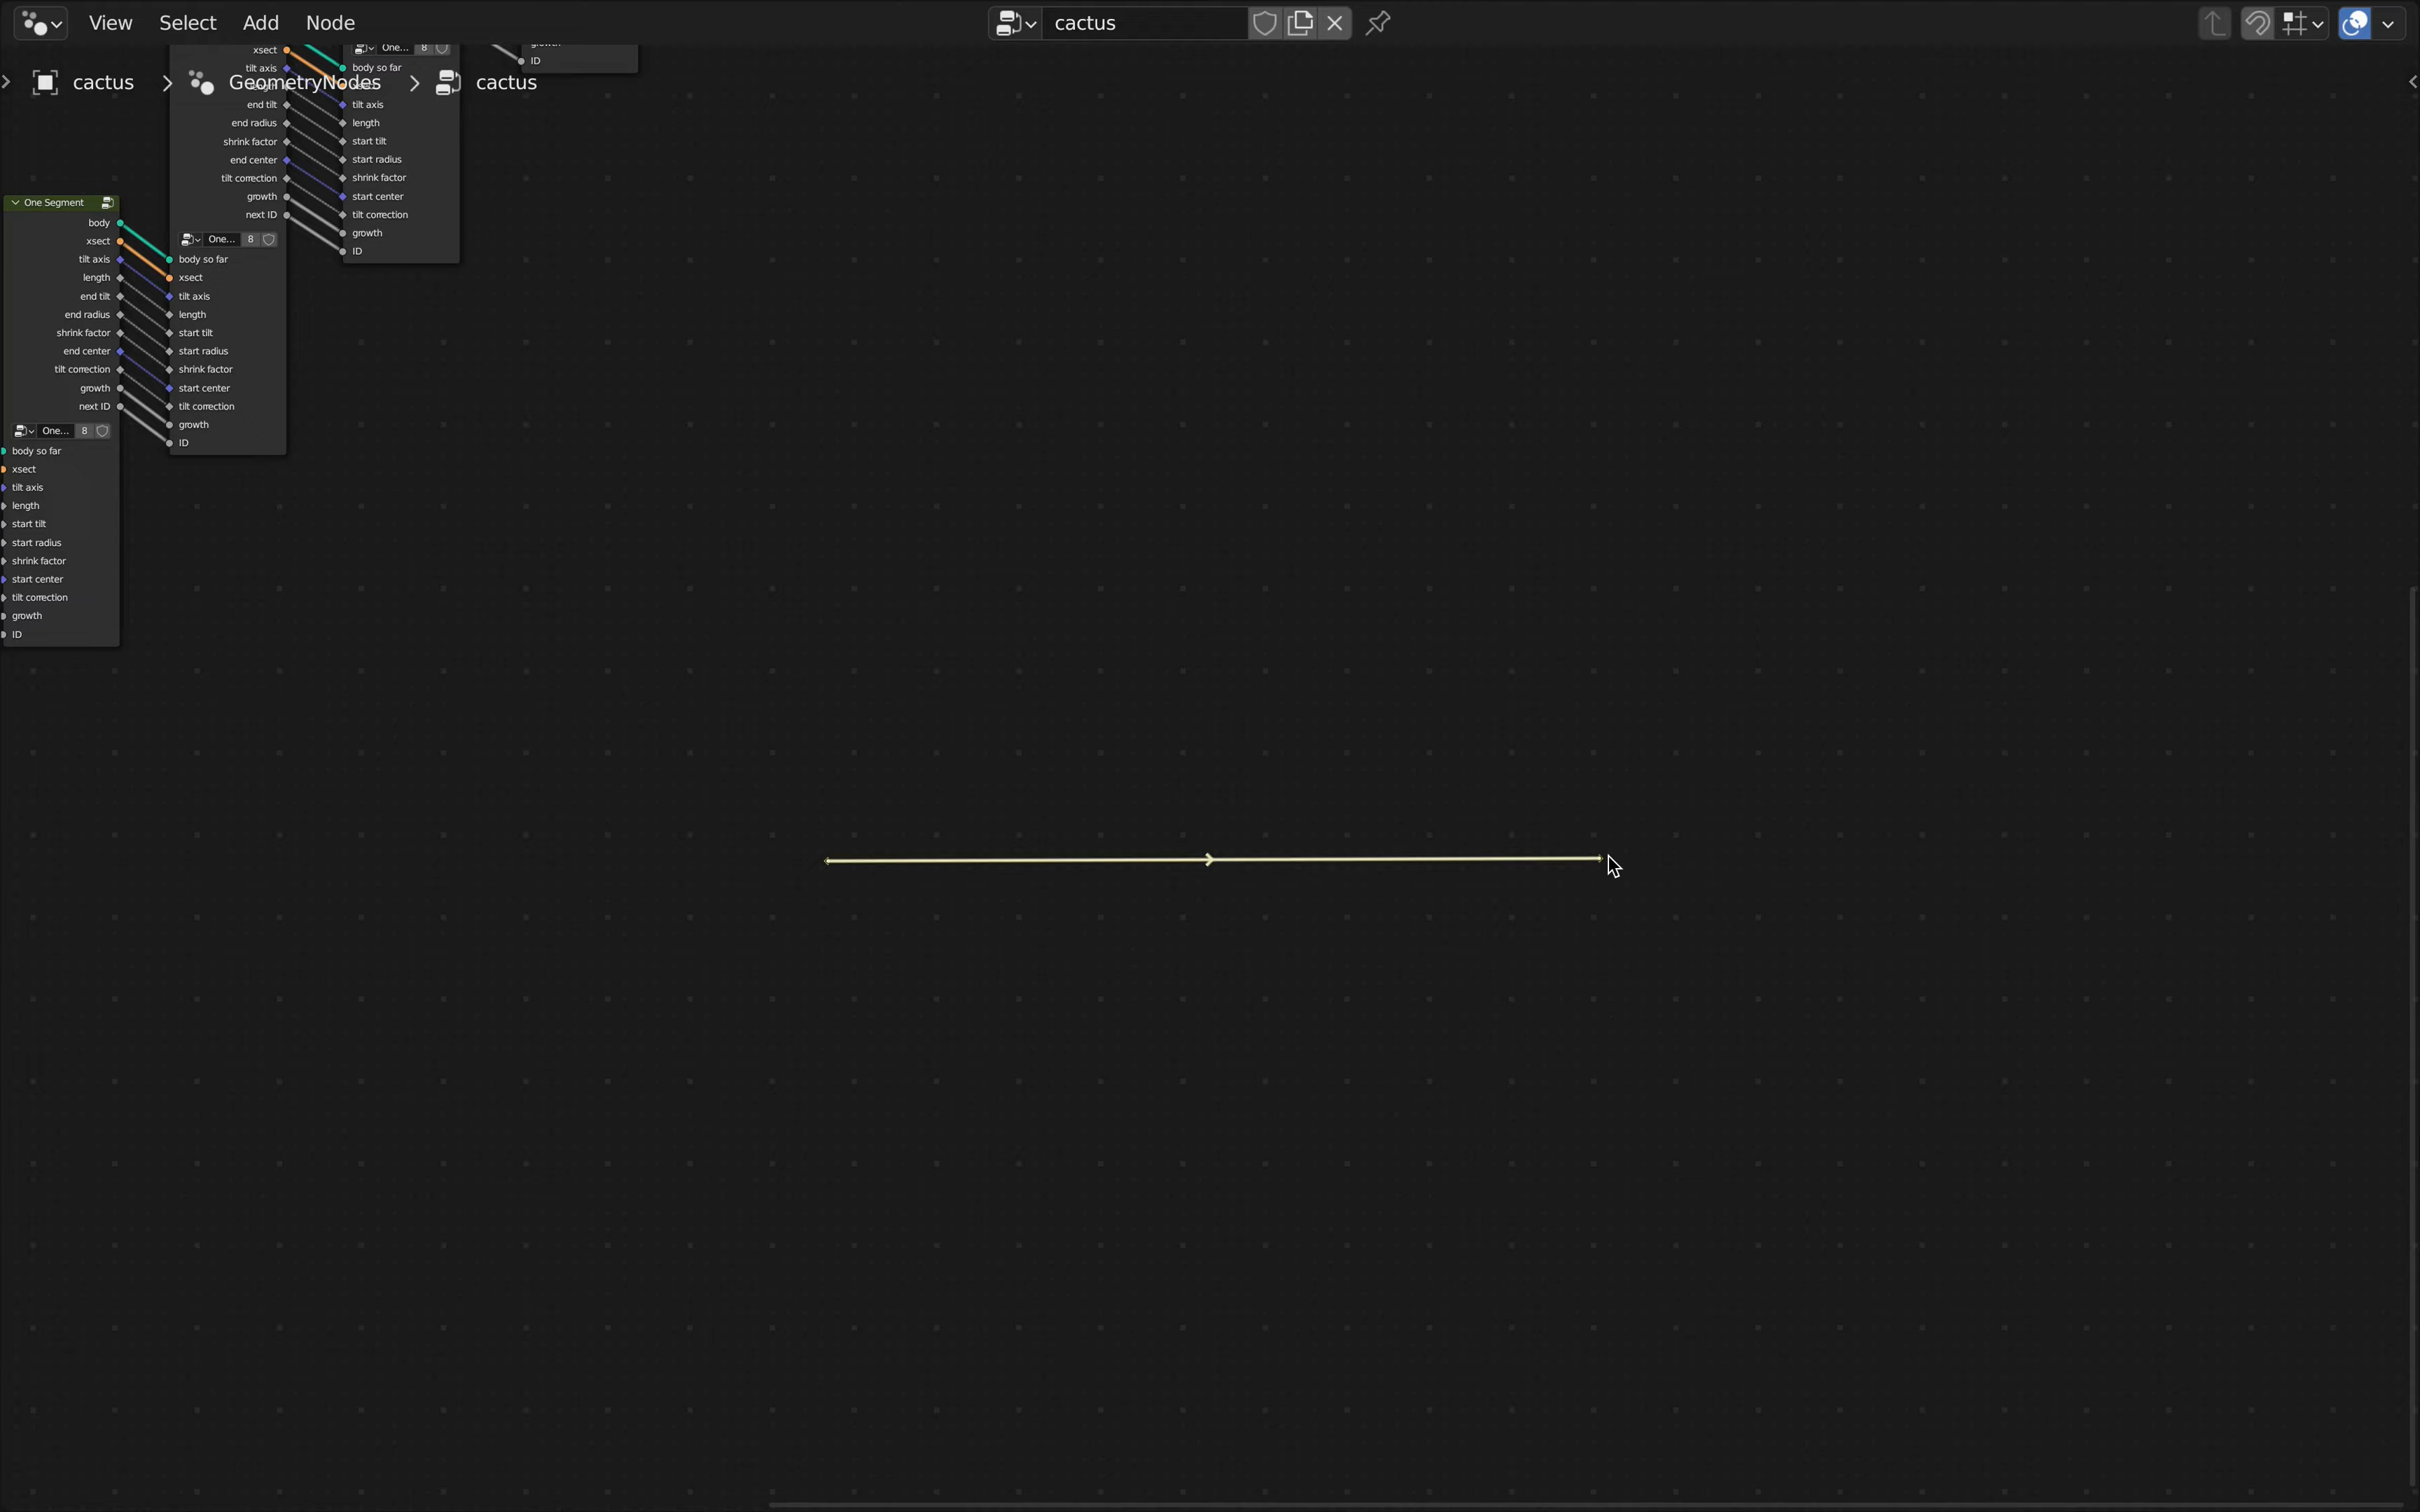 View Select Add Node
cactus
cactus GeometryNodes cactus
xsect
tilt axis
end tilt
end radius
shrink factor
end center
tilt correction
growth
next ID
One... 8
body so far
xsect
tilt axis
length
start tilt
start radius
shrink factor
start center
tilt correction
growth
ID
One... 8
body so far
tilt axis
length
start tilt
start radius
shrink factor
start center
tilt correction
growth
ID
growth
ID
One Segment
body
xsect
tilt axis
length
end tilt
end radius
shrink factor
end center
tilt correction
growth
next ID
One... 8
body so far
xsect
tilt axis
length
start tilt
start radius
shrink factor
start center
tilt correction
growth
ID